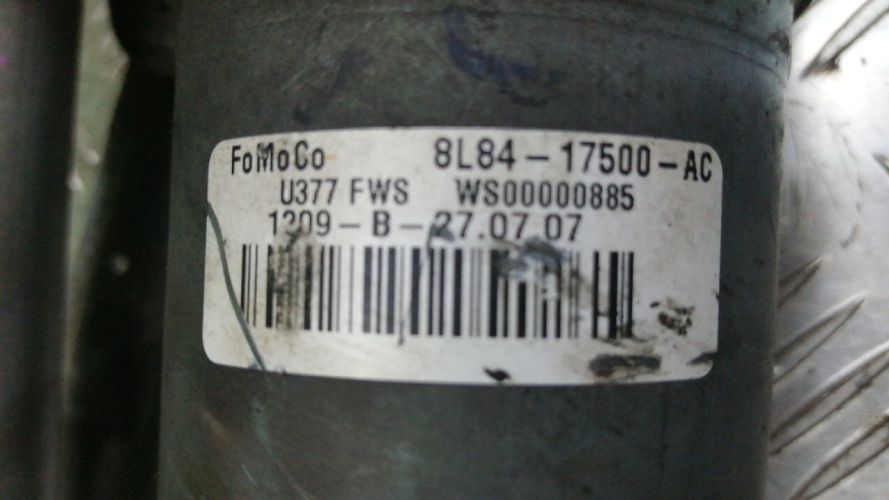 FoMoCo 8L84-17500-AC
U377 FWS WS00000885
1209-B-27.07.07